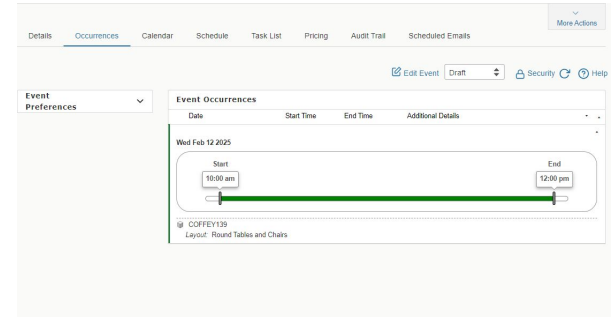 More Actions
Details Occurrences Calendar Schedule Task List Pricing Audit Trail Scheduled Emails
Edit Event Draft Security Help
Event Preferences
Event Occurrences
Date Start Time End Time Additional Details
Wed Feb 12 2025
Start End
10:00 am 12:00 pm
COFFEY139
Layout: Round Tables and Chairs